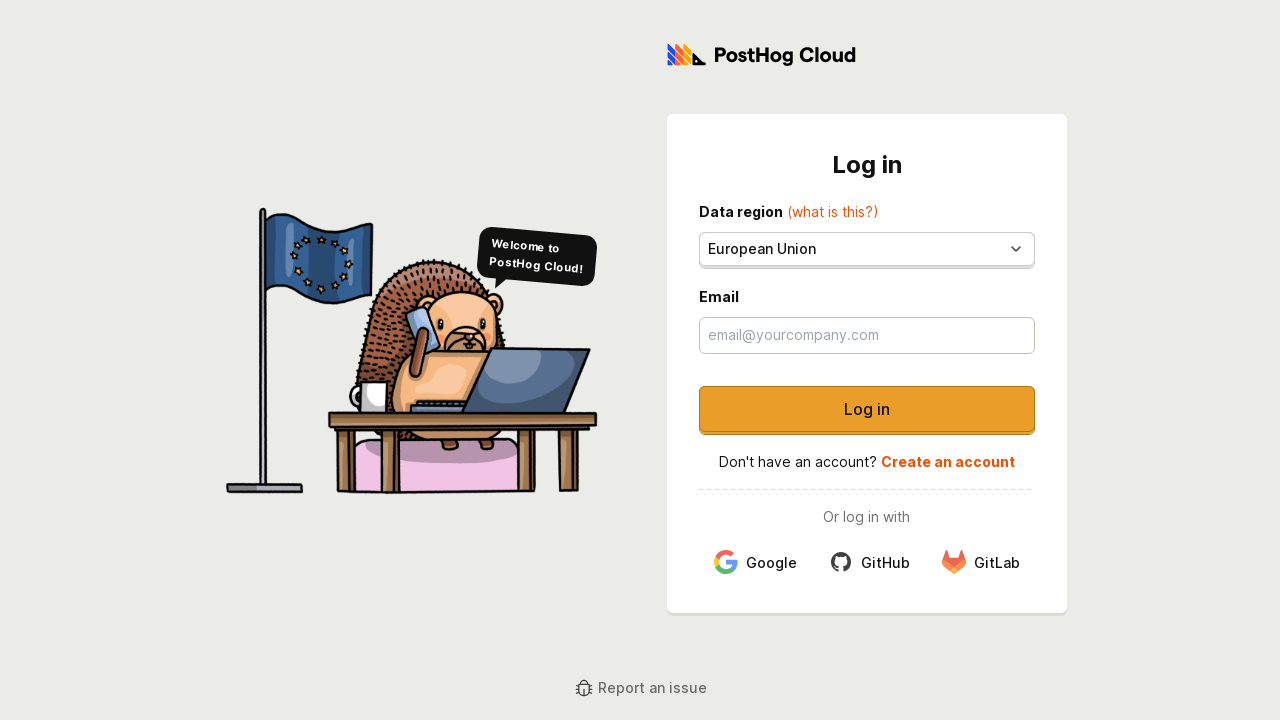 PostHog Cloud
Welcome to
PostHog Cloud!
Log in
Data region (what is this?)
European Union
Email
email@yourcompany.com
Log in
Don't have an account? Create an account
Or log in with
Google
GitHub
GitLab
Report an issue